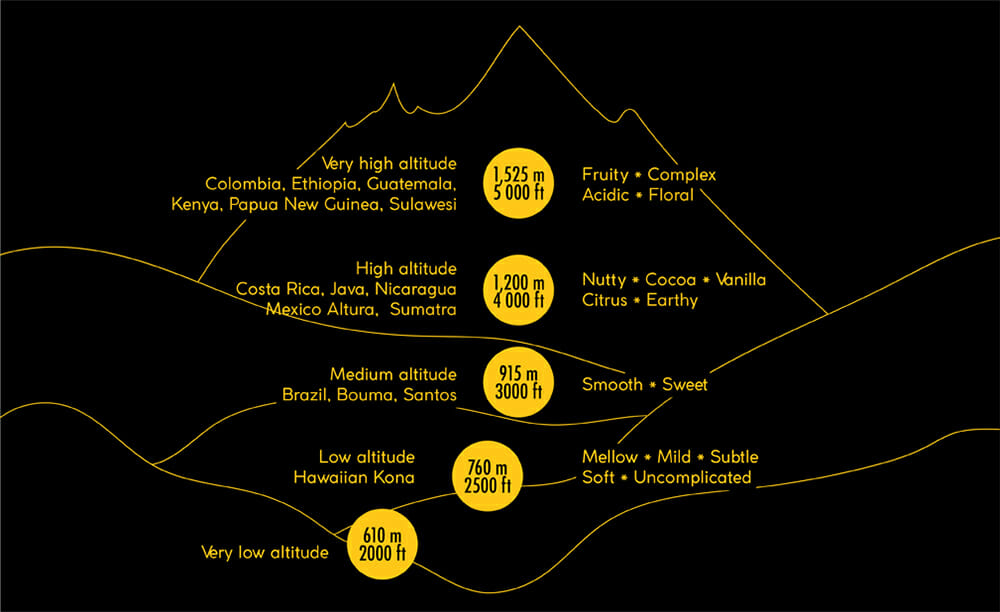 Very high altitude
Colombia, Ethiopia, Guatemala,
Kenya, Papua New Guinea, Sulawesi
1,525 m
5 000 ft
Fruity * Complex
Acidic * Floral
High altitude
Costa Rica, Java, Nicaragua
Mexico Altura, Sumatra
1,200 m
4 000 ft
Nutty * Cocoa * Vanilla
Citrus * Earthy
Medium altitude
Brazil, Bouma, Santos
915 m
3000 ft
Smooth * Sweet
Low altitude
Hawaiian Kona
760 m
2500 ft
Mellow * Mild * Subtle
Soft * Uncomplicated
Very low altitude
610 m
2000 ft